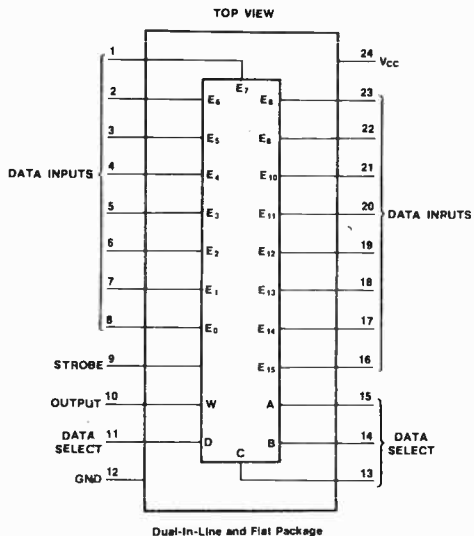 TOP VIEW
1
24 VCC
E7
2 E6 E8 23
3 E5 22
4 E4 E10 21
DATA INPUTS
5 E3 E11 20
DATA INPUTS
6 E2 E12 19
7 E1 E13 18
8 E0 E14 17
STROBE 9 E15 16
OUTPUT 10 W A 15
DATA SELECT 11 D B 14
DATA SELECT
C
GND 12
13
Dual-In-Line and Flat Package